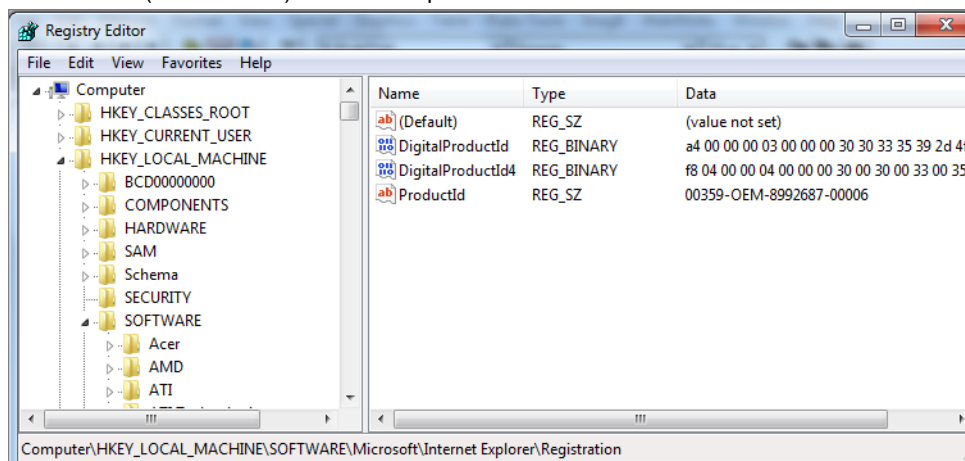 Registry Editor
File Edit View Favorites Help
Computer
HKEY_CLASSES_ROOT
HKEY_CURRENT_USER
HKEY_LOCAL_MACHINE
BCD00000000
COMPONENTS
HARDWARE
SAM
Schema
SECURITY
SOFTWARE
Acer
AMD
ATI
Name Type Data
(Default) REG_SZ (value not set)
DigitalProductId REG_BINARY a4 00 00 00 03 00 00 00 30 30 33 35 39 2d
DigitalProductId4 REG_BINARY f8 04 00 00 04 00 00 00 30 00 30 00 33 00 35
ProductId REG_SZ 00359-OEM-8992687-00006
Computer\HKEY_LOCAL_MACHINE\SOFTWARE\Microsoft\Internet Explorer\Registration